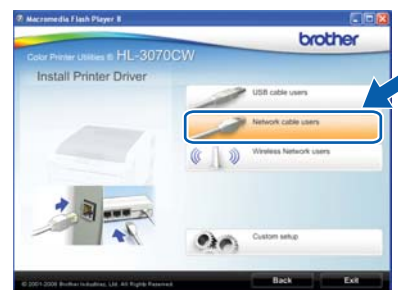 Macromedia Flash Player 8
brother
Color Printer Utilities © HL-3070CW
Install Printer Driver
USB cable users
Network cable users
Wireless Network users
Custom setup
© 2001-2008 Brother Industries, Ltd. All Rights Reserved.
Back
Exit